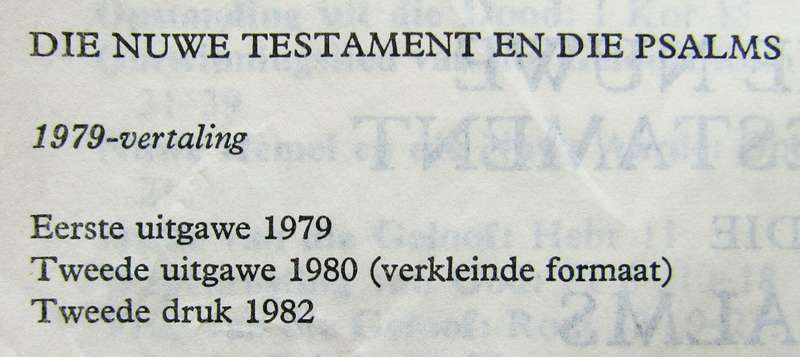 DIE NUWE TESTAMENT EN DIE PSALMS
1979-vertaling
Eerste uitgawe 1979
Tweede uitgawe 1980 (verkleinde formaat)
Tweede druk 1982